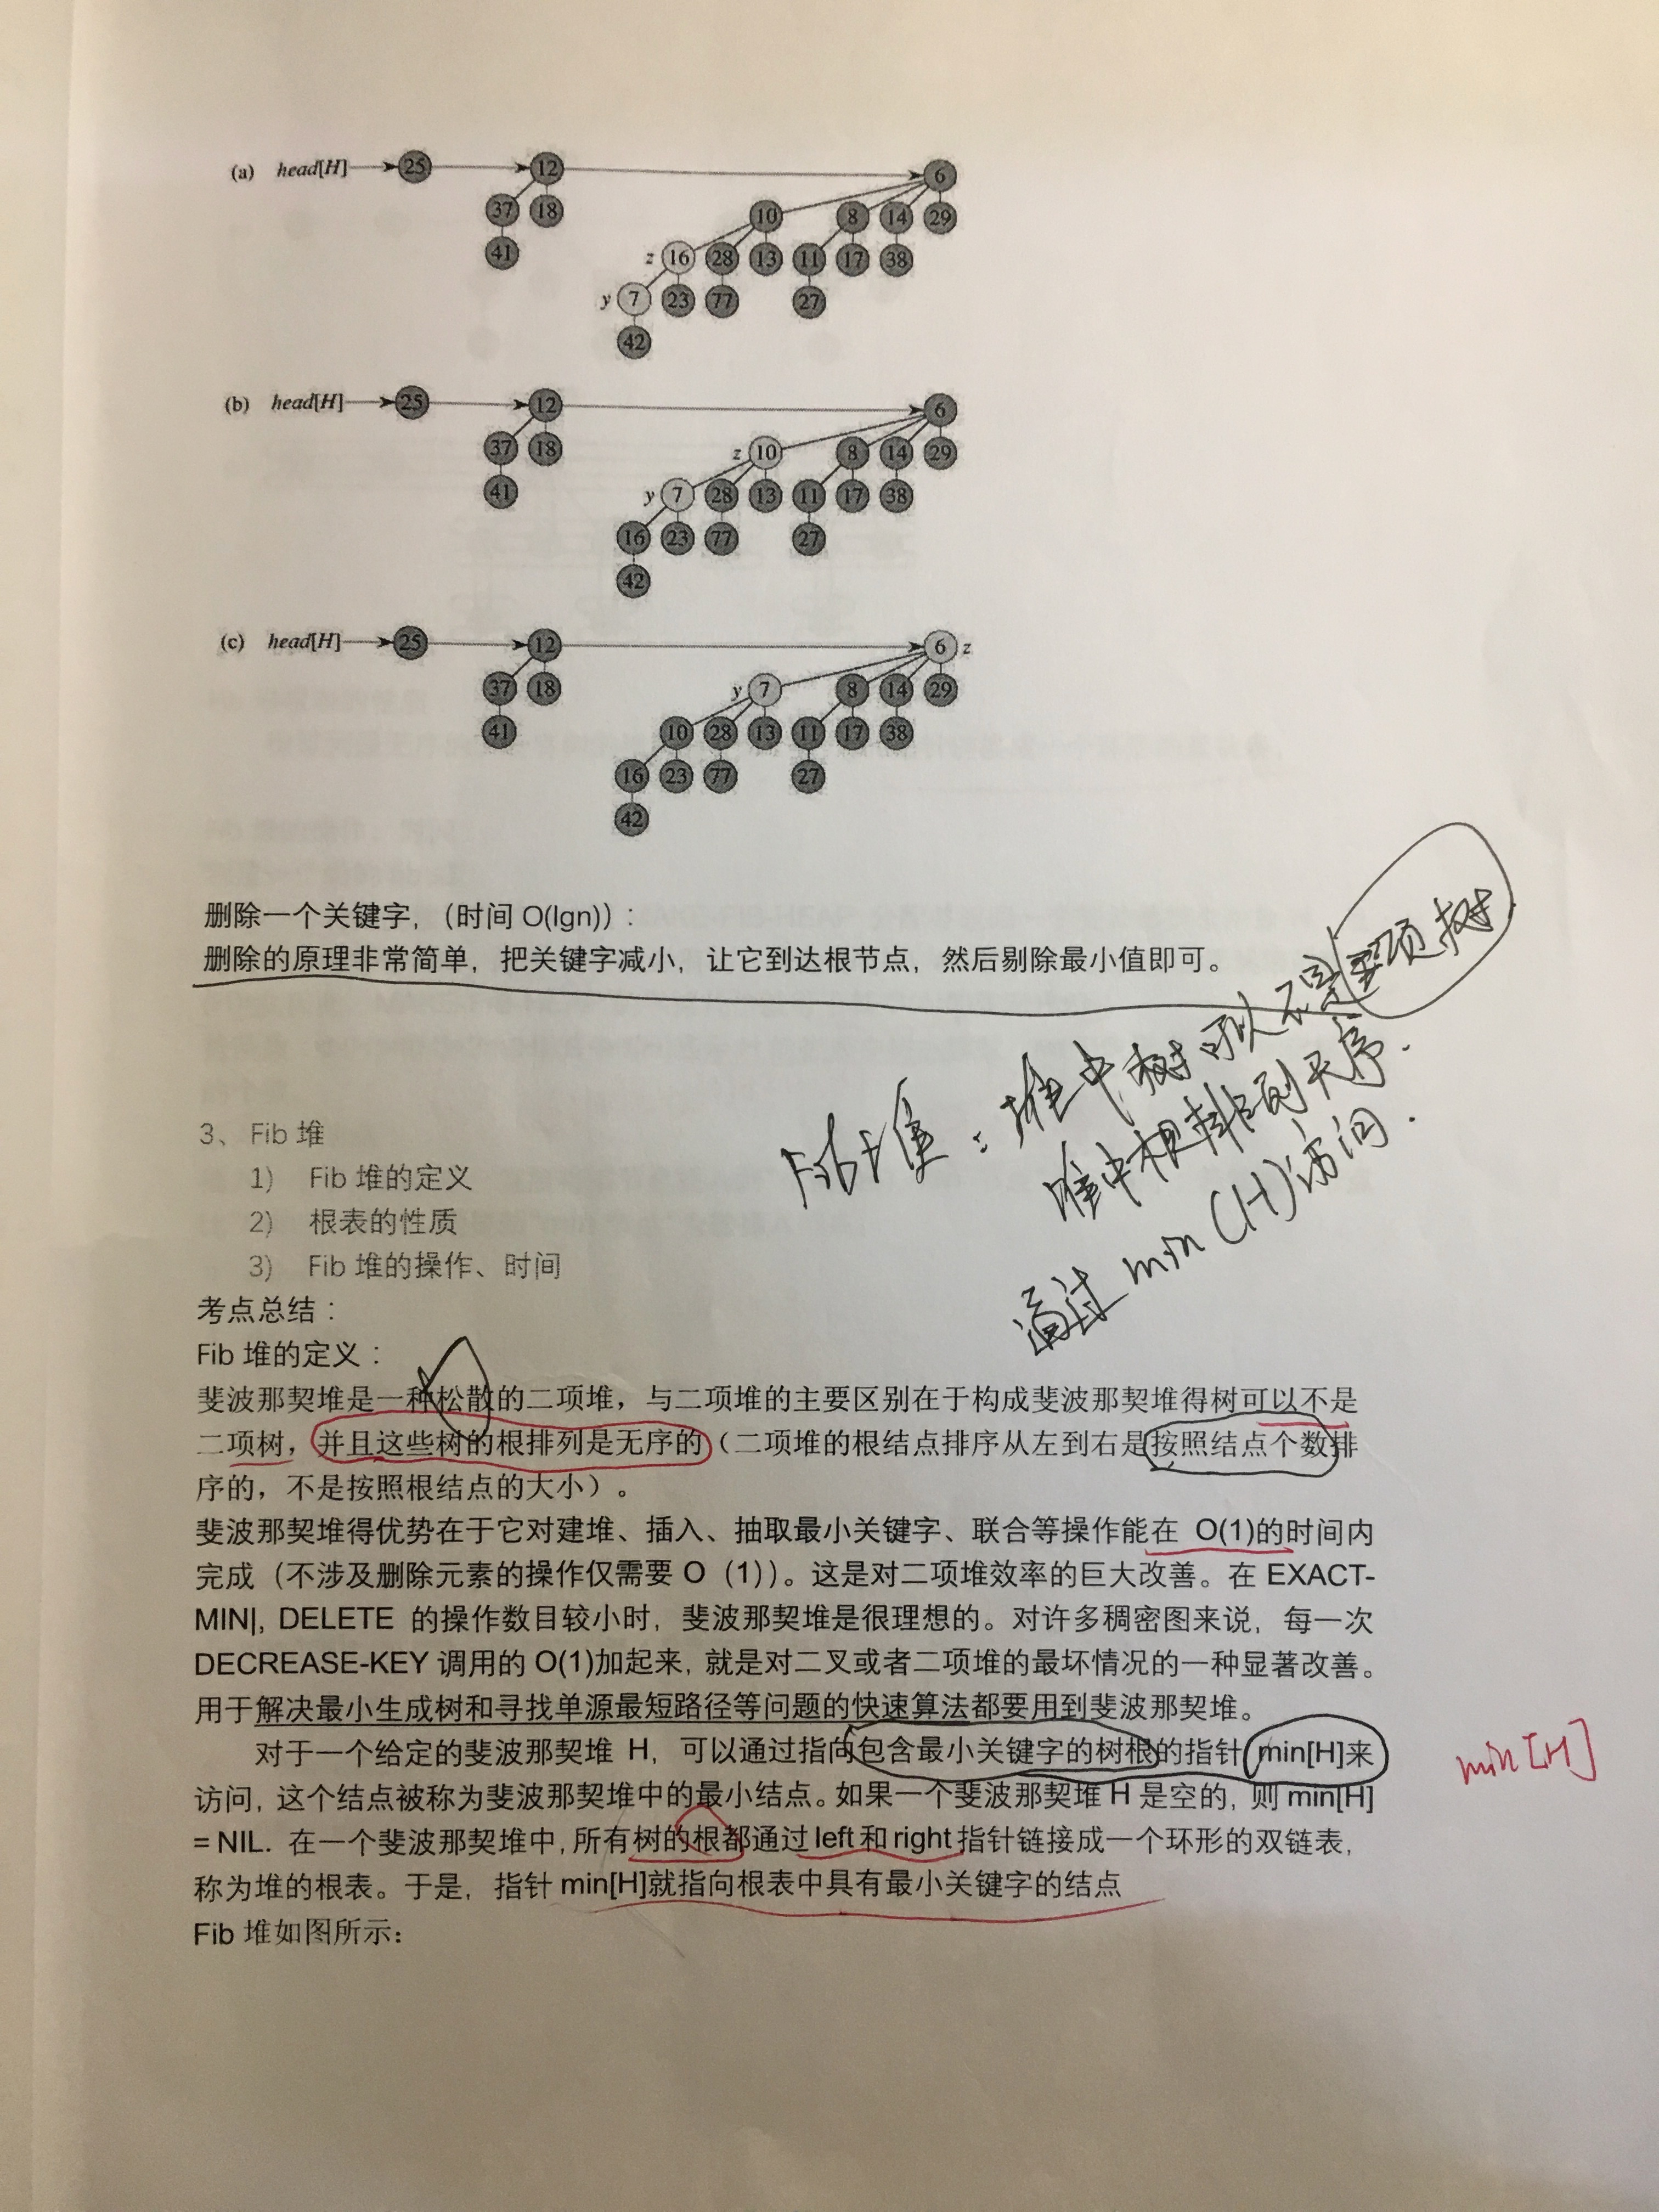 (a) head[H] 25 12 6
37 18 10 8 14 29
41 z 16 28 13 11 17 38
y 7 23 77 27
42
(b) head[H] 25 12 6
37 18 z 10 8 14 29
41 y 7 28 13 11 17 38
16 23 77 27
42
(c) head[H] 25 12 6 z
37 18 y 7 8 14 29
41 10 28 13 11 17 38
16 23 77 27
42
删除一个关键字，（时间 O(lgn)）：
删除的原理非常简单，把关键字减小，让它到达根节点，然后剔除最小值即可。
Fib堆：堆中树可以不是二项树
堆中根排列无序.
通过 min(H)访问.
3、 Fib 堆
1) Fib 堆的定义
2) 根表的性质
3) Fib 堆的操作、时间
考点总结：
Fib 堆的定义：
斐波那契堆是一种松散的二项堆，与二项堆的主要区别在于构成斐波那契堆得树可以不是
二项树，并且这些树的根排列是无序的（二项堆的根结点排序从左到右是按照结点个数排
序的，不是按照根结点的大小）。
斐波那契堆得优势在于它对建堆、插入、抽取最小关键字、联合等操作能在 O(1)的时间内
完成（不涉及删除元素的操作仅需要 O（1））。这是对二项堆效率的巨大改善。在 EXACT-
MIN|, DELETE 的操作数目较小时，斐波那契堆是很理想的。对许多稠密图来说，每一次
DECREASE-KEY 调用的 O(1)加起来，就是对二叉或者二项堆的最坏情况的一种显著改善。
用于解决最小生成树和寻找单源最短路径等问题的快速算法都要用到斐波那契堆。
对于一个给定的斐波那契堆 H，可以通过指向包含最小关键字的树根的指针 min[H]来
min[H]
访问，这个结点被称为斐波那契堆中的最小结点。如果一个斐波那契堆 H 是空的，则 min[H]
= NIL. 在一个斐波那契堆中，所有树的根都通过 left 和 right 指针链接成一个环形的双链表，
称为堆的根表。于是，指针 min[H]就指向根表中具有最小关键字的结点
Fib 堆如图所示：